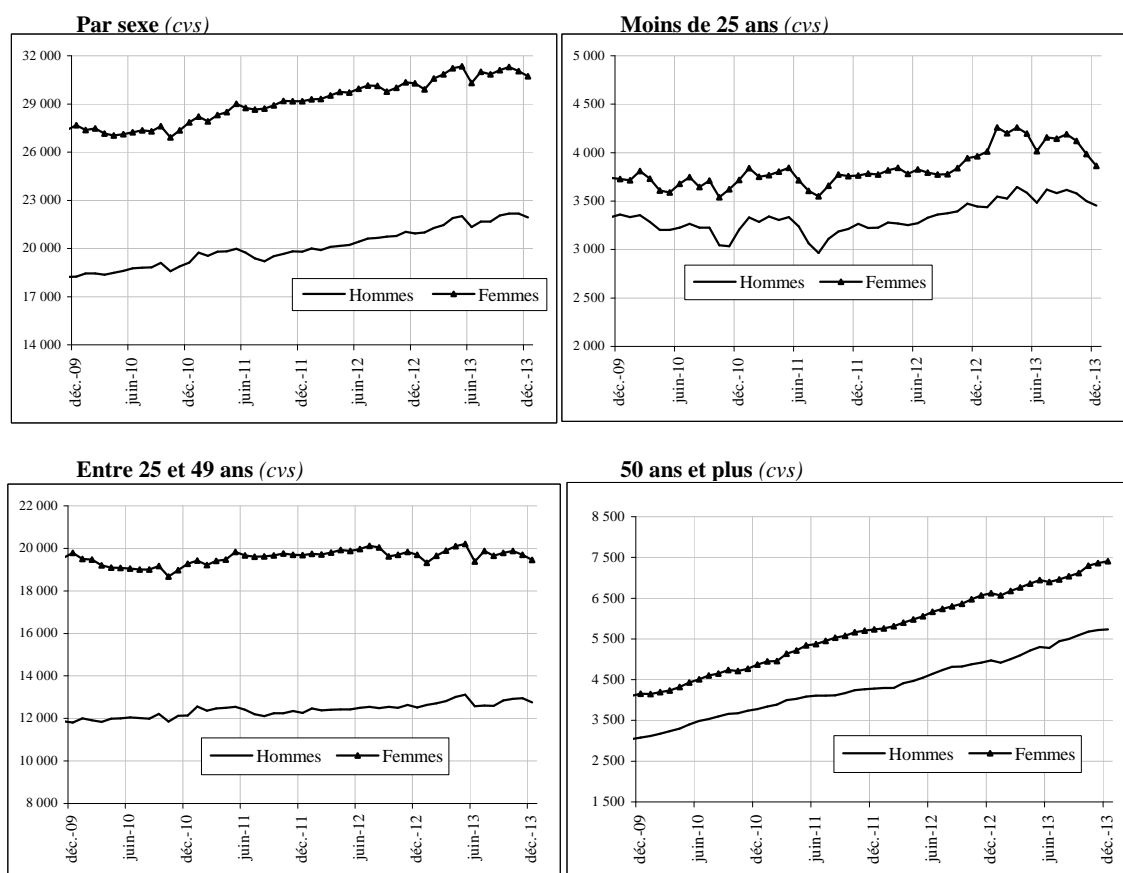 Par sexe (cvs)
32 000
29 000
26 000
23 000
20 000
17 000
14 000
Hommes
Femmes
déc.-09
juin-10
déc.-10
juin-11
déc.-11
juin-12
déc.-12
juin-13
déc.-13
Moins de 25 ans (cvs)
5 000
4 500
4 000
3 500
3 000
2 500
2 000
Hommes
Femmes
déc.-09
juin-10
déc.-10
juin-11
déc.-11
juin-12
déc.-12
juin-13
déc.-13
Entre 25 et 49 ans (cvs)
22 000
20 000
18 000
16 000
14 000
12 000
10 000
8 000
Hommes
Femmes
déc.-09
juin-10
déc.-10
juin-11
déc.-11
juin-12
déc.-12
juin-13
déc.-13
50 ans et plus (cvs)
8 500
7 500
6 500
5 500
4 500
3 500
2 500
1 500
Hommes
Femmes
déc.-09
juin-10
déc.-10
juin-11
déc.-11
juin-12
déc.-12
juin-13
déc.-13